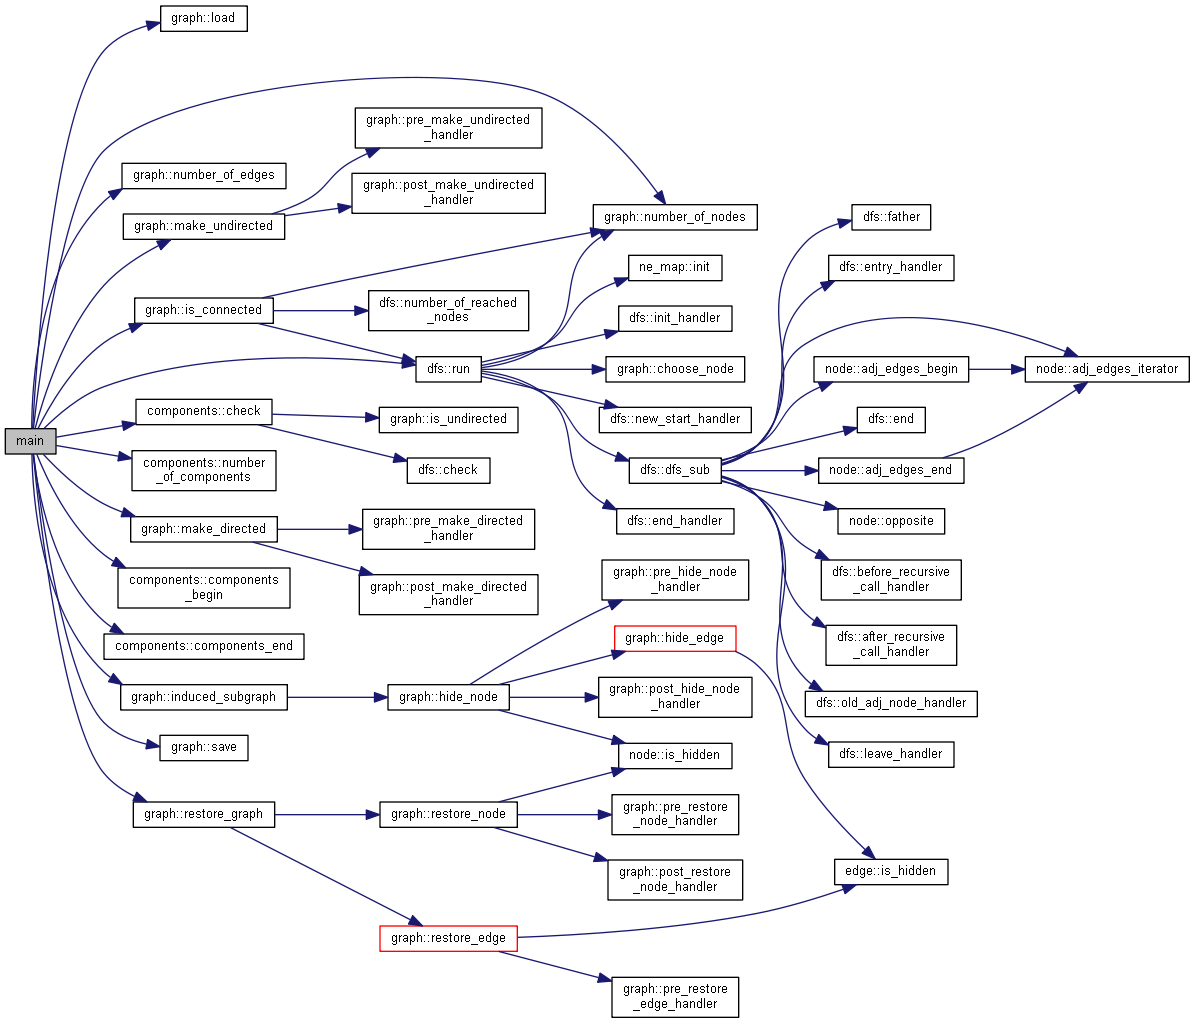 graph::load
graph::pre_make_undirected
_handler
graph::number_of_edges
graph::post_make_undirected
_handler
graph::make_undirected
graph::number_of_nodes
dfs::father
ne_map::init
dfs::entry_handler
graph::is_connected
dfs::number_of_reached
_nodes
dfs::init_handler
dfs::run
graph::choose_node
node::adj_edges_begin
node::adj_edges_iterator
components::check
graph::is_undirected
dfs::new_start_handler
dfs::end
main
components::number
_of_components
dfs::check
dfs::dfs_sub
node::adj_edges_end
graph::make_directed
graph::pre_make_directed
_handler
dfs::end_handler
node::opposite
components::components
_begin
graph::post_make_directed
_handler
graph::pre_hide_node
_handler
dfs::before_recursive
_call_handler
components::components_end
graph::hide_edge
dfs::after_recursive
_call_handler
graph::induced_subgraph
graph::hide_node
graph::post_hide_node
_handler
dfs::old_adj_node_handler
graph::save
node::is_hidden
dfs::leave_handler
graph::restore_graph
graph::restore_node
graph::pre_restore
_node_handler
graph::post_restore
_node_handler
edge::is_hidden
graph::restore_edge
graph::pre_restore
_edge_handler